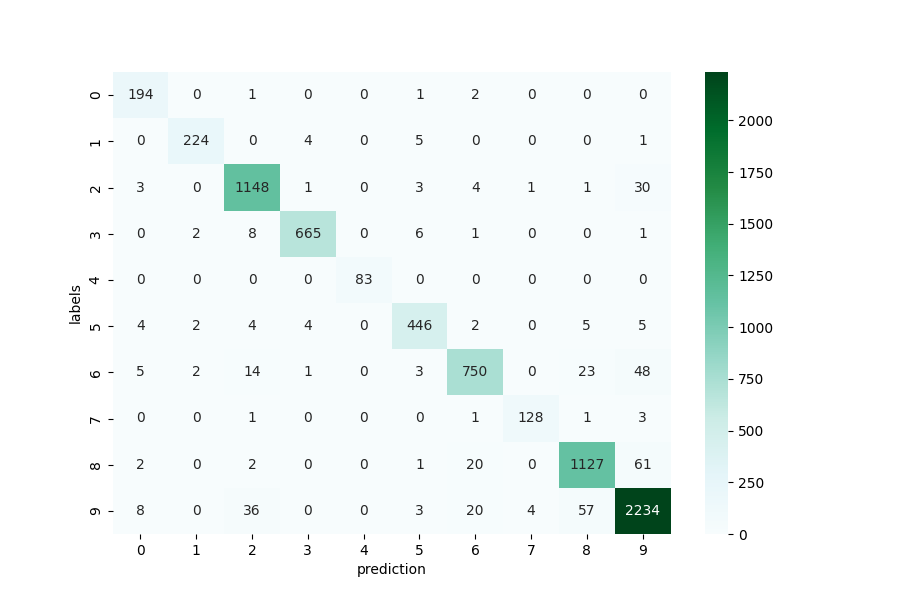 0 194 0 1 0 0 1 2 0 0 0
1 0 224 0 4 0 5 0 0 0 1
2 3 0 1148 1 0 3 4 1 1 30
3 0 2 8 665 0 6 1 0 0 1
4 0 0 0 0 83 0 0 0 0 0
5 4 2 4 4 0 446 2 0 5 5
6 5 2 14 1 0 3 750 0 23 48
7 0 0 1 0 0 0 1 128 1 3
8 2 0 2 0 0 1 20 0 1127 61
9 8 0 36 0 0 3 20 4 57 2234
0 1 2 3 4 5 6 7 8 9
prediction
labels
2000
1750
1500
1250
1000
750
500
250
0